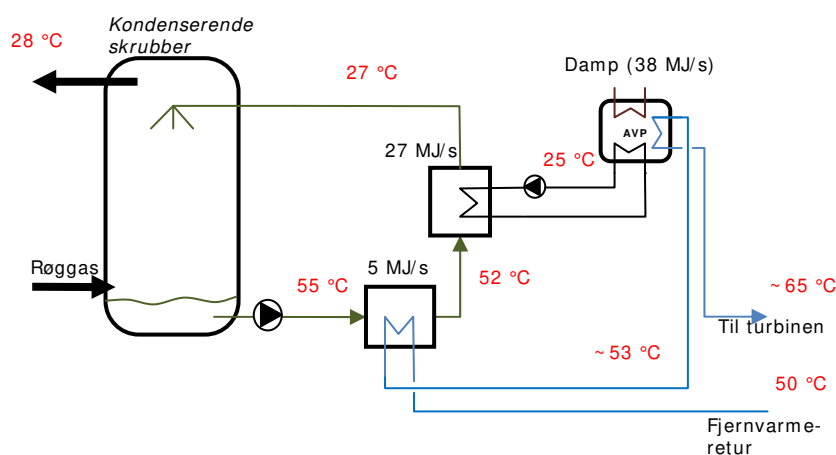 Kondenserende
skrubber
28 °C
27 °C
Damp (38 MJ/s)
AVP
27 MJ/s
25 °C
Røggas
55 °C
5 MJ/s
52 °C
~65 °C
Til turbinen
~53 °C
50 °C
Fjernvarme-
retur